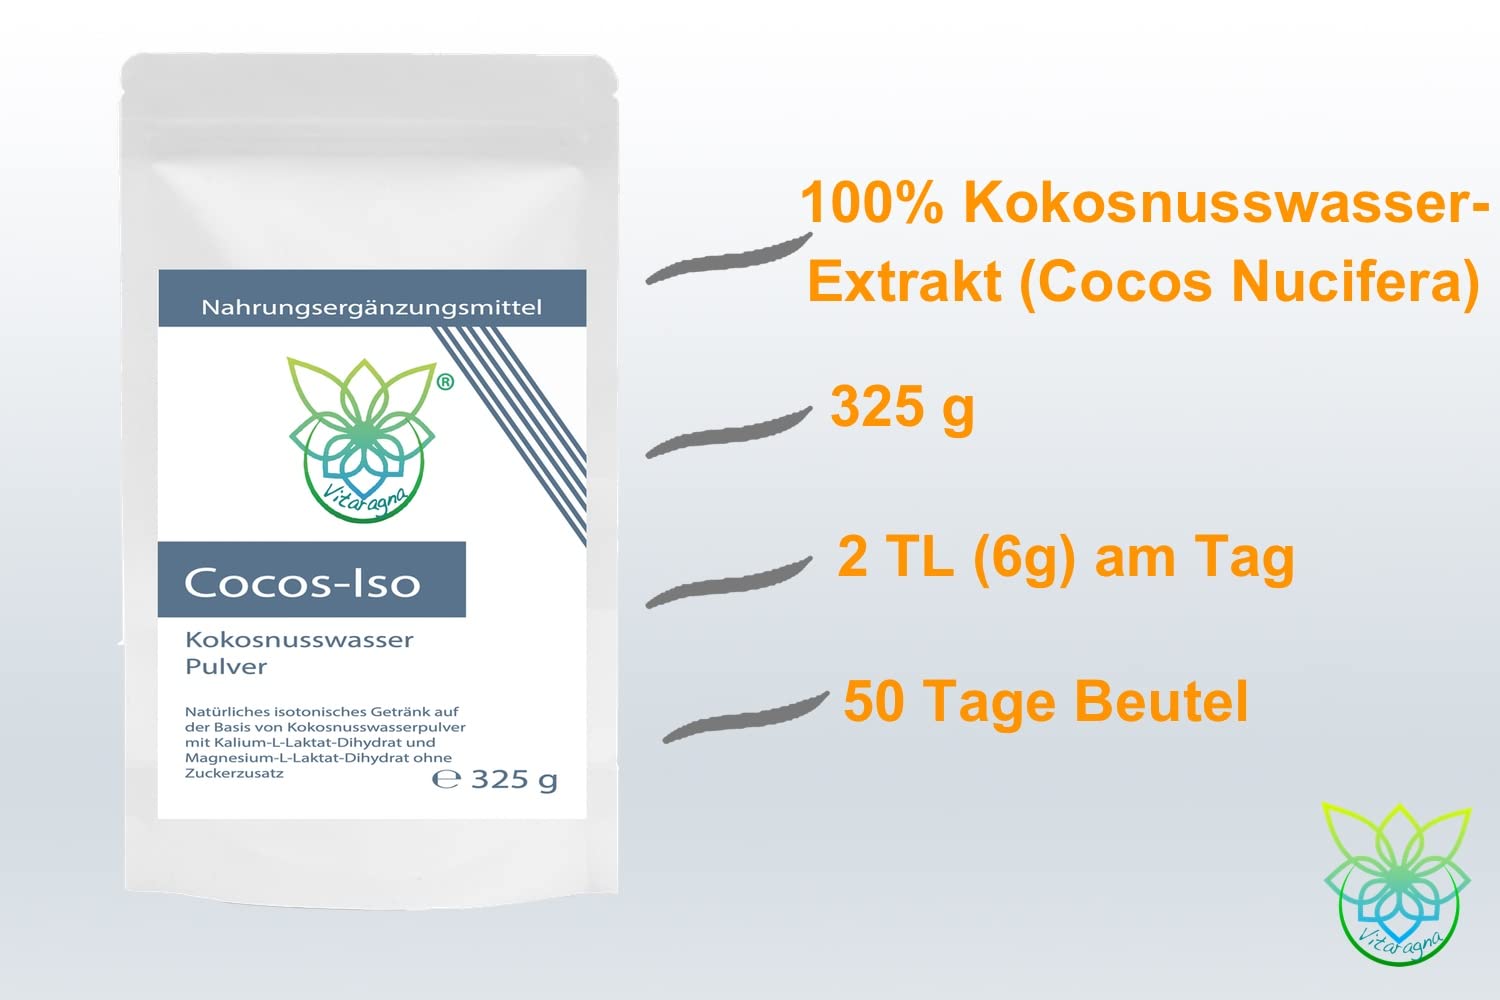 Nahrungsergänzungsmittel
®
Vitaragna
Cocos-Iso
Kokosnusswasser
Pulver
Natürliches isotonisches Getränk auf
der Basis von Kokosnusswasserpulver
mit Kalium-L-Laktat-Dihydrat und
Magnesium-L-Laktat-Dihydrat ohne
Zuckerzusatz
℮ 325 g
100% Kokosnusswasser-
Extrakt (Cocos Nucifera)
325 g
2 TL (6g) am Tag
50 Tage Beutel
Vitaragna